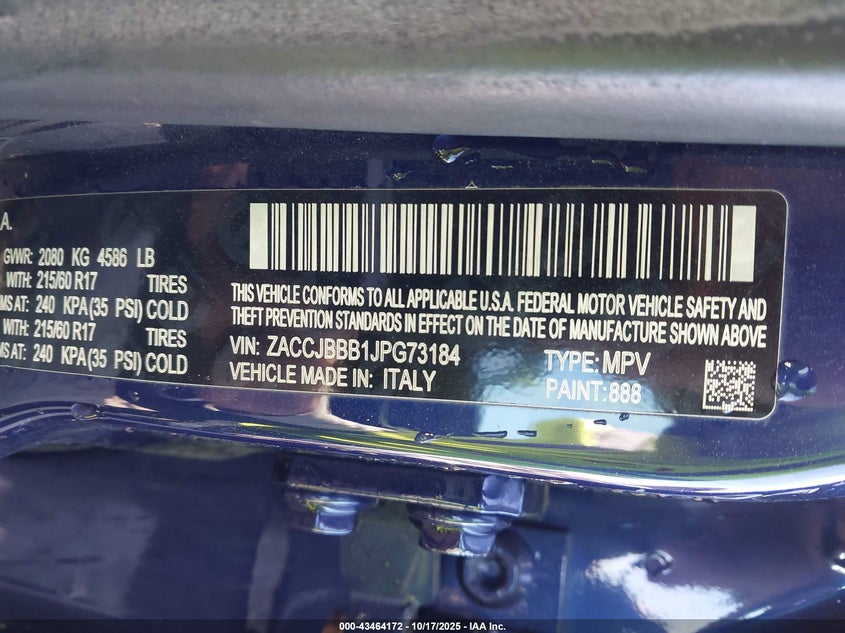 A.
GVWR: 2080 KG 4586 LB
WITH: 215/60 R17 TIRES
MS AT: 240 KPA(35 PSI) COLD
WITH: 215/60 R17 TIRES
MS AT: 240 KPA(35 PSI) COLD
THIS VEHICLE CONFORMS TO ALL APPLICABLE U.S.A. FEDERAL MOTOR VEHICLE SAFETY AND
THEFT PREVENTION STANDARDS IN EFFECT ON THE DATE OF MANUFACTURE SHOWN ABOVE
VIN: ZACCJBBB1JPG73184 TYPE: MPV
VEHICLE MADE IN: ITALY PAINT:888
000-43464172 - 10/17/2025 - IAA Inc.